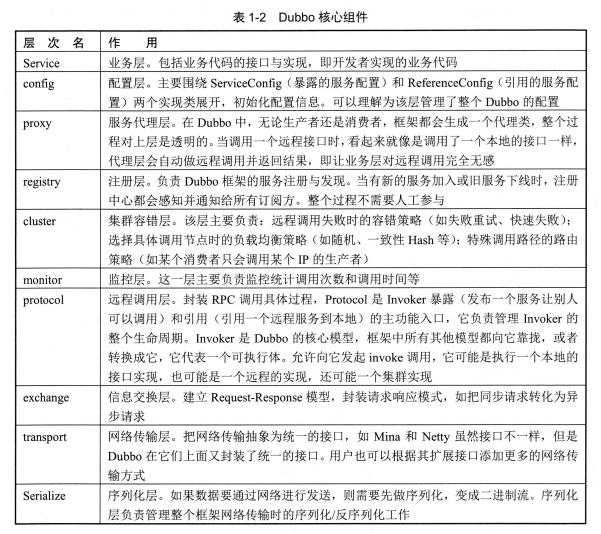 表 1-2 Dubbo 核心组件
层 次 名 作 用
Service 业务层。包括业务代码的接口与实现，即开发者实现的业务代码
config 配置层。主要围绕 ServiceConfig（暴露的服务配置）和 ReferenceConfig（引用的服务配
置）两个实现类展开，初始化配置信息。可以理解为该层管理了整个 Dubbo 的配置
proxy 服务代理层。在 Dubbo 中，无论生产者还是消费者，框架都会生成一个代理类，整个过
程对上层是透明的。当调用一个远程接口时，看起来就像是调用了一个本地的接口一样，
代理层会自动做远程调用并返回结果，即让业务层对远程调用完全无感
registry 注册层。负责 Dubbo 框架的服务注册与发现。当有新的服务加入或旧服务下线时，注册
中心都会感知并通知给所有订阅方。整个过程不需要人工参与
cluster 集群容错层。该层主要负责：远程调用失败时的容错策略（如失败重试、快速失败）；
选择具体调用节点时的负载均衡策略（如随机、一致性 Hash 等）；特殊调用路径的路由
策略（如某个消费者只会调用某个 IP 的生产者）
monitor 监控层。这一层主要负责监控统计调用次数和调用时间等
protocol 远程调用层。封装 RPC 调用具体过程，Protocol 是 Invoker 暴露（发布一个服务让别人
可以调用）和引用（引用一个远程服务到本地）的主功能入口，它负责管理 Invoker 的
整个生命周期。Invoker 是 Dubbo 的核心模型，框架中所有其他模型都向它靠拢，或者
转换成它，它代表一个可执行体。允许向它发起 invoke 调用，它可能是执行一个本地的
接口实现，也可能是一个远程的实现，还可能一个集群实现
exchange 信息交换层。建立 Request-Response 模型，封装请求响应模式，如把同步请求转化为异
步请求
transport 网络传输层。把网络传输抽象为统一的接口，如 Mina 和 Netty 虽然接口不一样，但是
Dubbo 在它们上面又封装了统一的接口。用户也可以根据其扩展接口添加更多的网络传
输方式
Serialize 序列化层。如果数据要通过网络进行发送，则需要先做序列化，变成二进制流。序列化
层负责管理整个框架网络传输时的序列化/反序列化工作